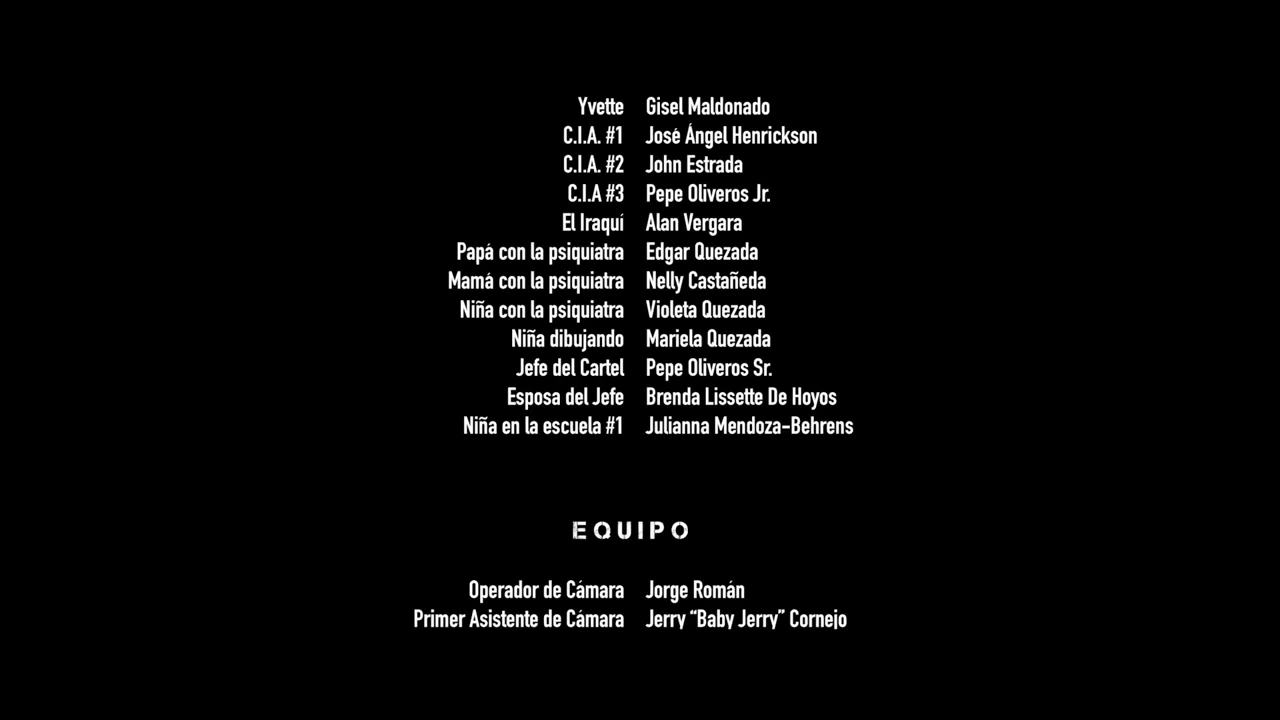 Yvette Gisel Maldonado
C.I.A. #1 José Ángel Henrickson
C.I.A. #2 John Estrada
C.I.A #3 Pepe Oliveros Jr.
El Iraquí Alan Vergara
Papá con la psiquiatra Edgar Quezada
Mamá con la psiquiatra Nelly Castañeda
Niña con la psiquiatra Violeta Quezada
Niña dibujando Mariela Quezada
Jefe del Cartel Pepe Oliveros Sr.
Esposa del Jefe Brenda Lissette De Hoyos
Niña en la escuela #1 Julianna Mendoza-Behrens
EQUIPO
Operador de Cámara Jorge Román
Primer Asistente de Cámara Jerry “Baby Jerry” Cornejo